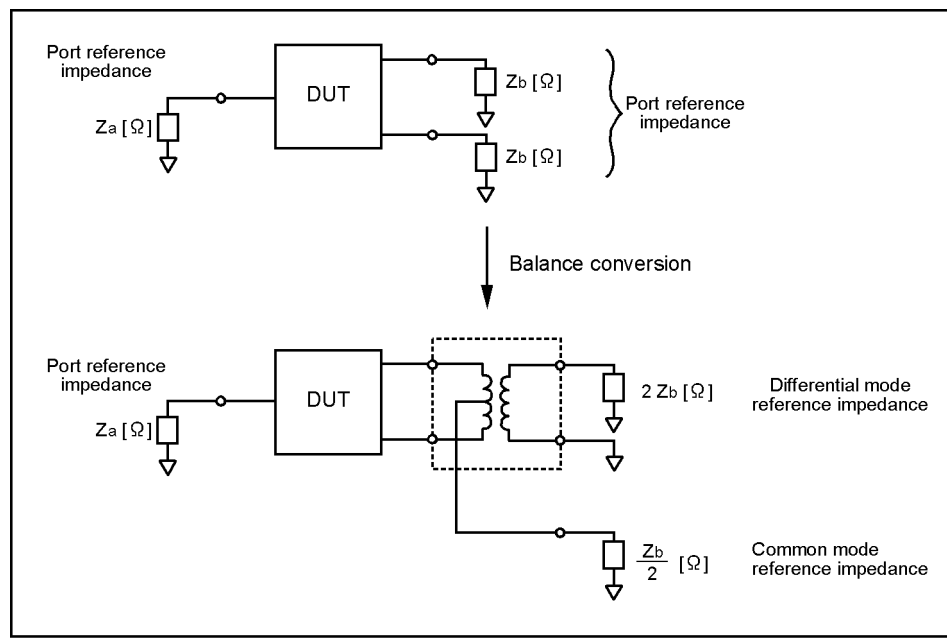 Port reference
impedance
Za [Ω]
DUT
Zb [Ω]
Zb [Ω]
Port reference
impedance
Balance conversion
Port reference
impedance
Za [Ω]
DUT
2 Zb [Ω]
Differential mode
reference impedance
Zb
2
[Ω]
Common mode
reference impedance